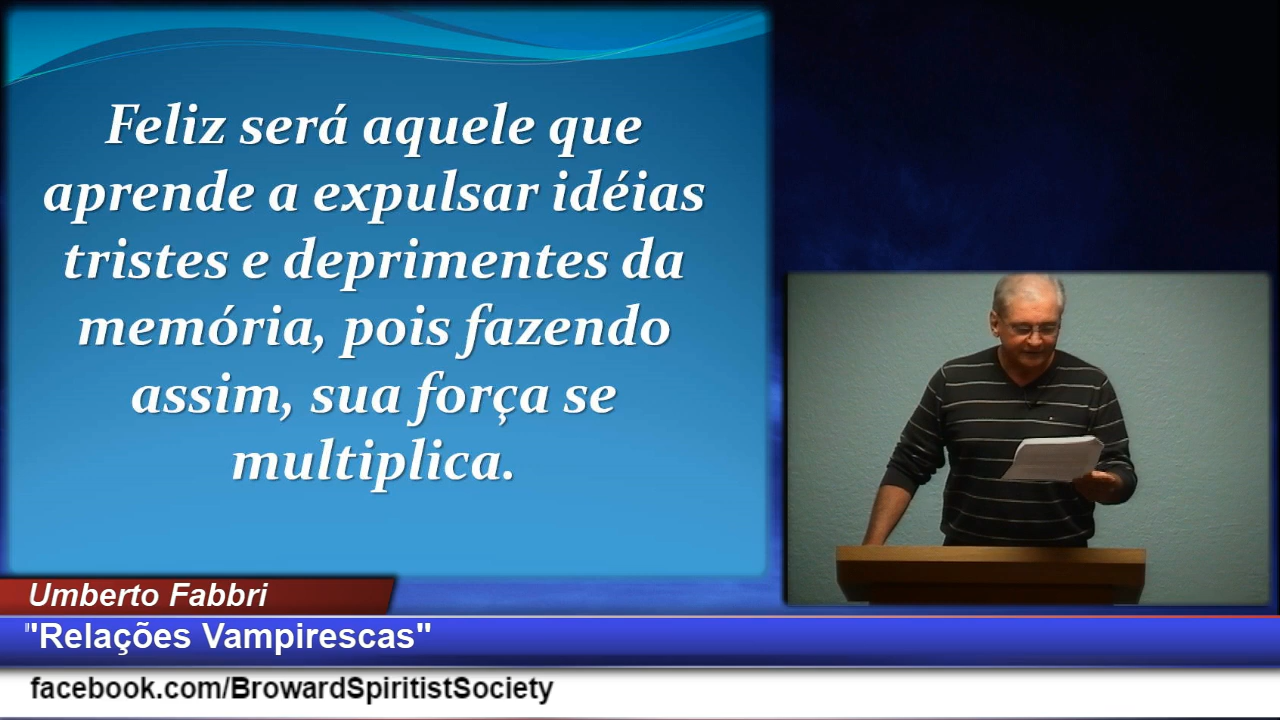 Feliz será aquele que
aprende a expulsar idéias
tristes e deprimentes da
memória, pois fazendo
assim, sua força se
multiplica.
Umberto Fabbri
"Relações Vampirescas"
facebook.com/BrowardSpiritistSociety